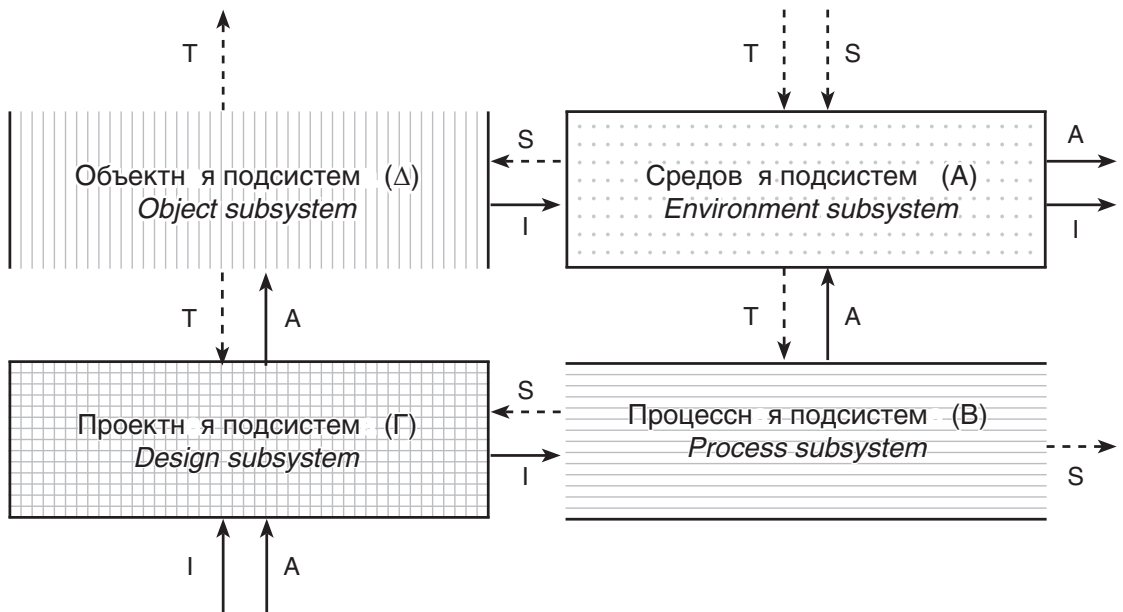 T
T
S
S
A
Объектн я подсистем (Δ)
Object subsystem
Средов я подсистем (А)
Environment subsystem
I
I
T
A
T
A
S
Проектн я подсистем (Г)
Design subsystem
Процессн я подсистем (В)
Process subsystem
I
S
I
A